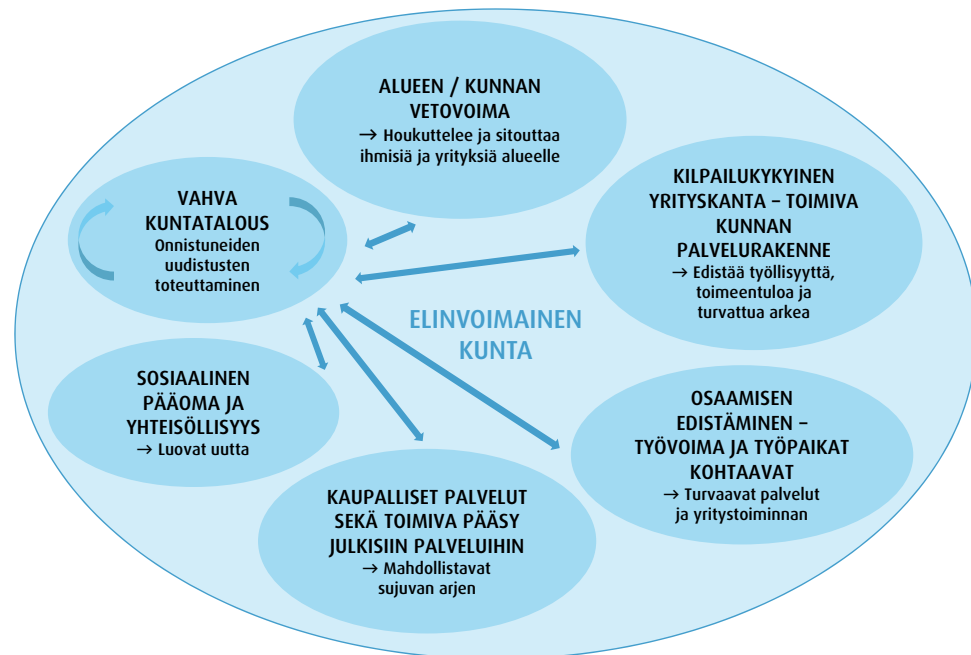 ALUEEN / KUNNAN
VETOVOIMA
→ Houkuttelee ja sitouttaa
ihmisiä ja yrityksiä alueelle
VAHVA
KUNTATALOUS
Onnistuneiden
uudistusten
toteuttaminen
KILPAILUKYKYINEN
YRITYSKANTA – TOIMIVA
KUNNAN
PALVELURAKENNE
→ Edistää työllisyyttä,
toimeentuloa ja
turvattua arkea
ELINVOIMAINEN
KUNTA
SOSIAALINEN
PÄÄOMA JA
YHTEISÖLLISYYS
→ Luovat uutta
OSAAMISEN
EDISTÄMINEN –
TYÖVOIMA JA TYÖPAIKAT
KOHTAAVAT
→ Turvaavat palvelut
ja yritystoiminnan
KAUPALLISET PALVELUT
SEKÄ TOIMIVA PÄÄSY
JULKISIIN PALVELUIHIN
→ Mahdollistavat
sujuvan arjen